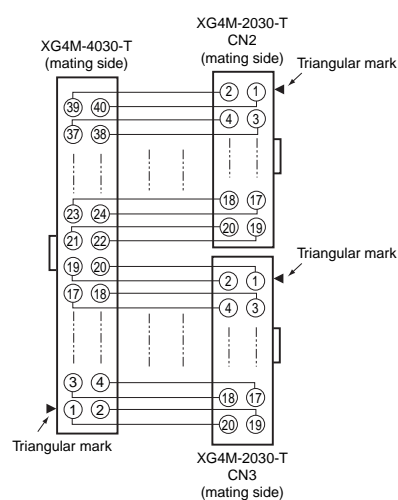 XG4M-2030-T
CN2
(mating side)
XG4M-4030-T
(mating side)
Triangular mark
2 1
39 40
4 3
37 38
18 17
23 24
20 19
21 22
Triangular mark
19 20
2 1
17 18
4 3
3 4
18 17
1 2
20 19
Triangular mark
XG4M-2030-T
CN3
(mating side)